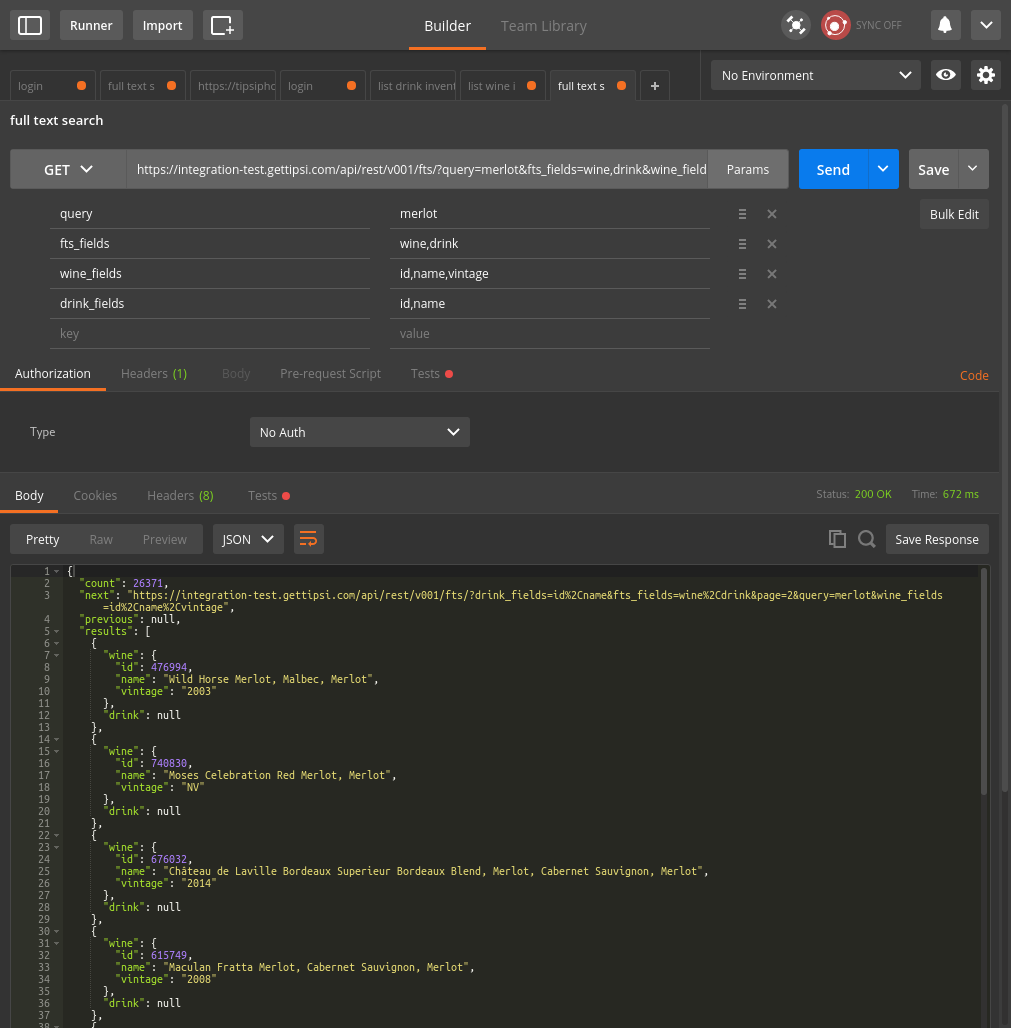 Runner Import Builder Team Library SYNC OFF
login full text s https://tipsipho login list drink invent list wine i full text s + No Environment
full text search
GET https://integration-test.gettipsi.com/api/rest/v001/fts/?query=merlot&fts_fields=wine,drink&wine_field Params Send Save
query merlot Bulk Edit
fts_fields wine,drink
wine_fields id,name,vintage
drink_fields id,name
key value
Authorization Headers (1) Body Pre-request Script Tests Code
Type No Auth
Body Cookies Headers (8) Tests Status: 200 OK Time: 672 ms
Pretty Raw Preview JSON Save Response
1 {
2 "count": 26371,
3 "next": "https://integration-test.gettipsi.com/api/rest/v001/fts/?drink_fields=id%2Cname&fts_fields=wine%2Cdrink&page=2&query=merlot&wine_fields
=id%2Cname%2Cvintage",
4 "previous": null,
5 "results": [
6 {
7 "wine": {
8 "id": 476994,
9 "name": "Wild Horse Merlot, Malbec, Merlot",
10 "vintage": "2003"
11 },
12 "drink": null
13 },
14 {
15 "wine": {
16 "id": 740830,
17 "name": "Moses Celebration Red Merlot, Merlot",
18 "vintage": "NV"
19 },
20 "drink": null
21 },
22 {
23 "wine": {
24 "id": 676032,
25 "name": "Château de Laville Bordeaux Superieur Bordeaux Blend, Merlot, Cabernet Sauvignon, Merlot",
26 "vintage": "2014"
27 },
28 "drink": null
29 },
30 {
31 "wine": {
32 "id": 615749,
33 "name": "Maculan Fratta Merlot, Cabernet Sauvignon, Merlot",
34 "vintage": "2008"
35 },
36 "drink": null
37 },
38 {